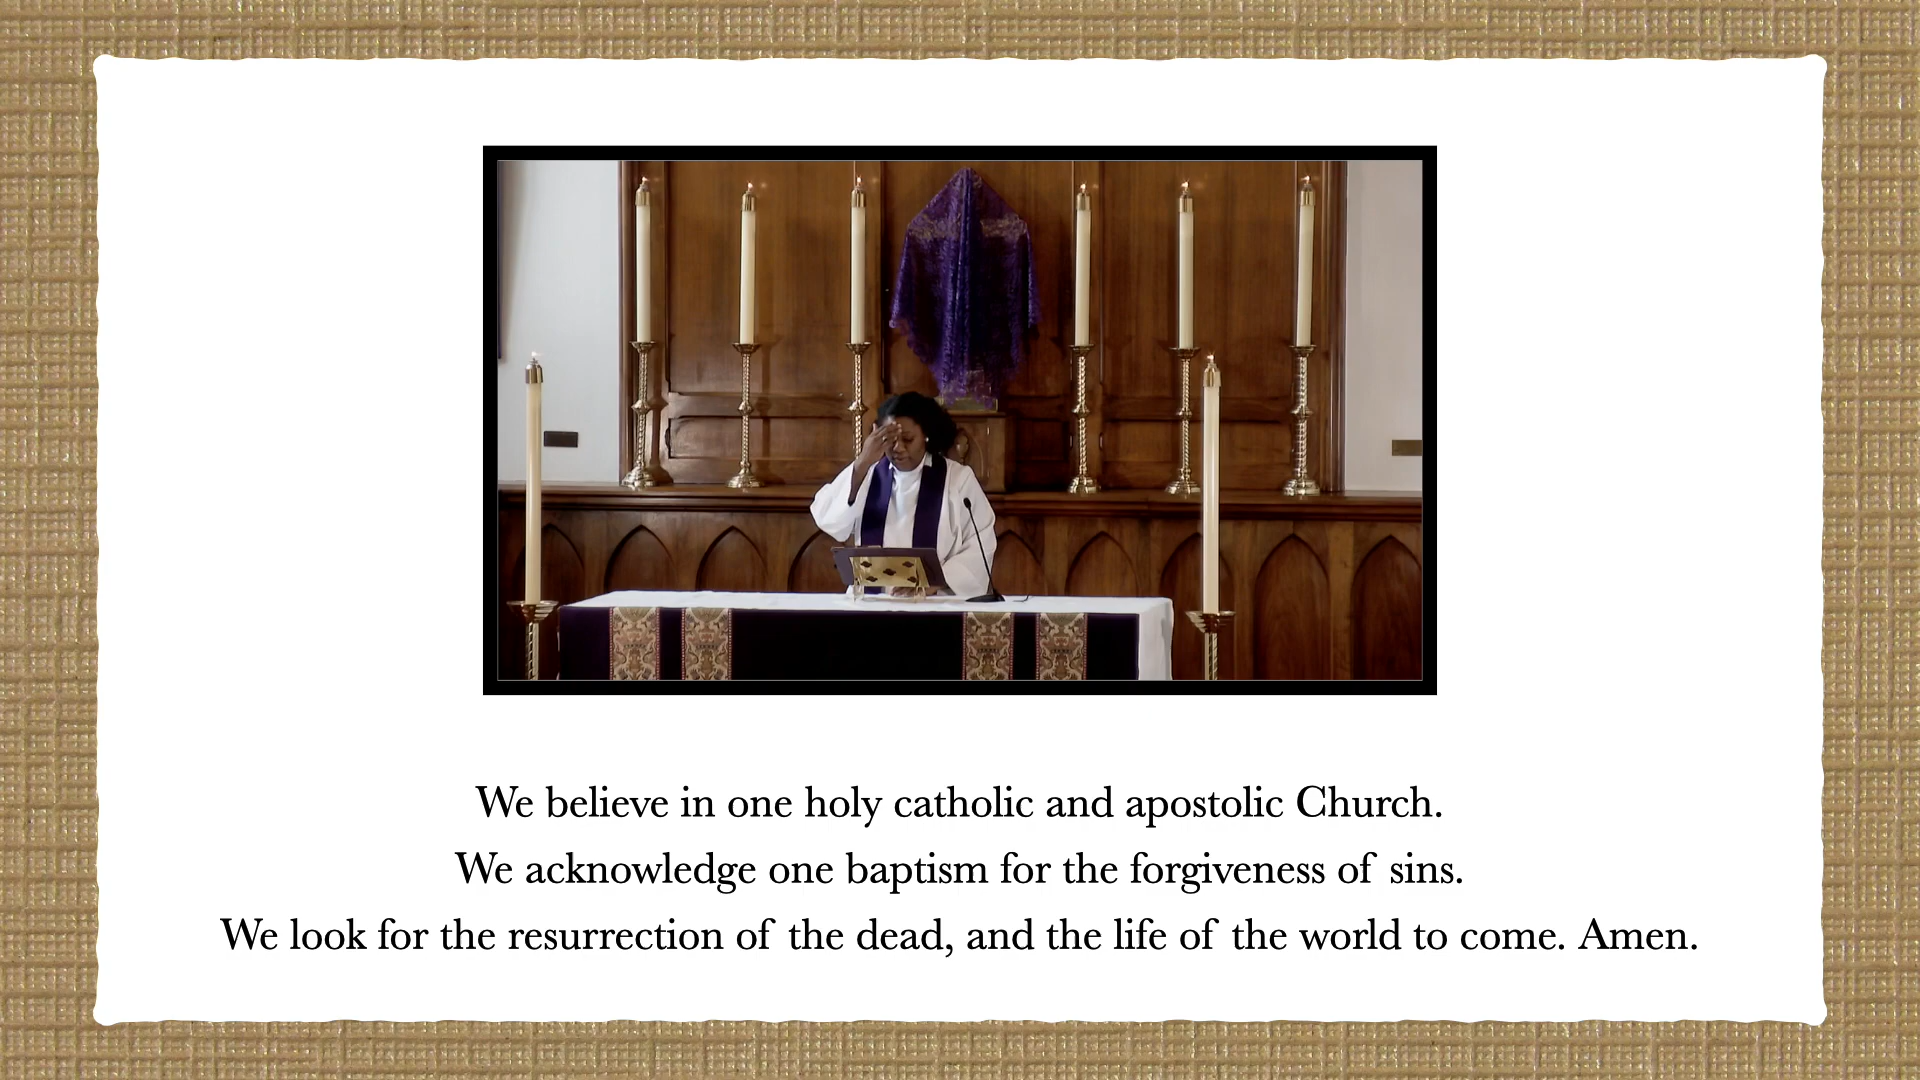 We believe in one holy catholic and apostolic Church.
We acknowledge one baptism for the forgiveness of sins.
We look for the resurrection of the dead, and the life of the world to come. Amen.